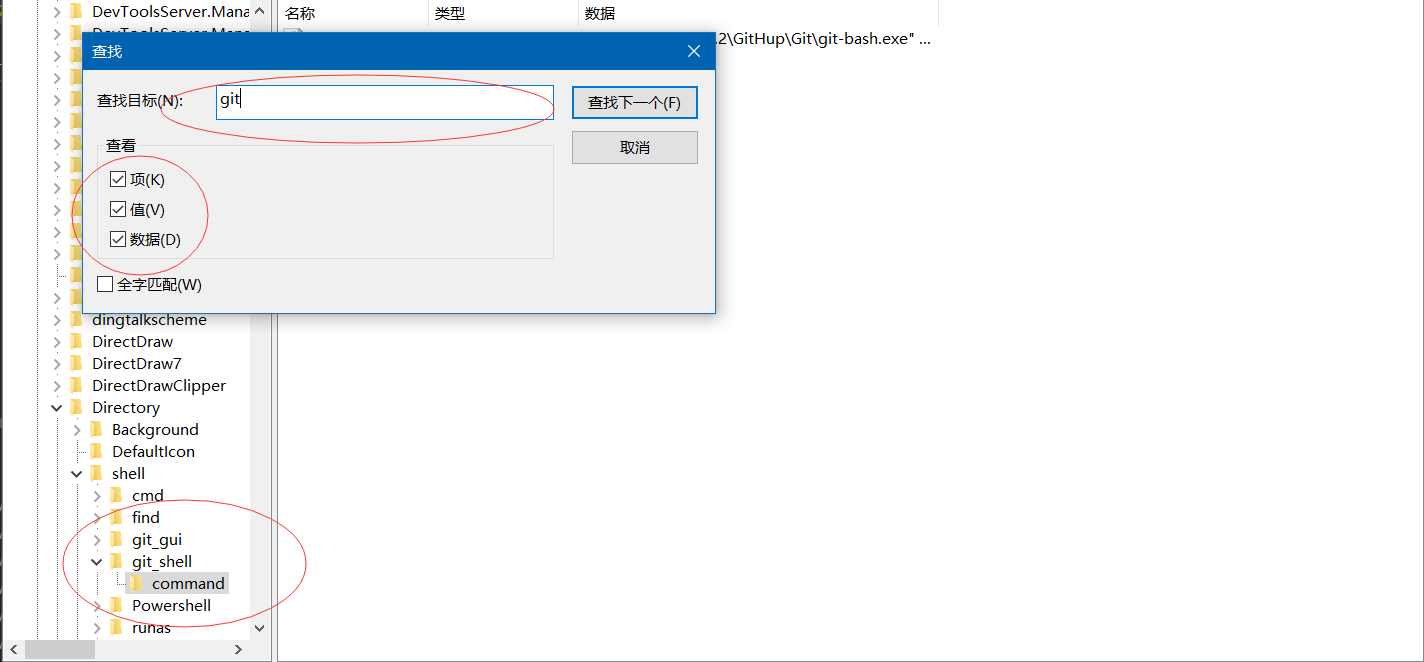 DevToolsServer.Mana
名称
类型
数据
.2\GitHup\Git\git-bash.exe" ...
查找
查找目标(N):
git
查找下一个(F)
取消
查看
项(K)
值(V)
数据(D)
全字匹配(W)
dingtalkscheme
DirectDraw
DirectDraw7
DirectDrawClipper
Directory
Background
DefaultIcon
shell
cmd
find
git_gui
git_shell
command
Powershell
runas